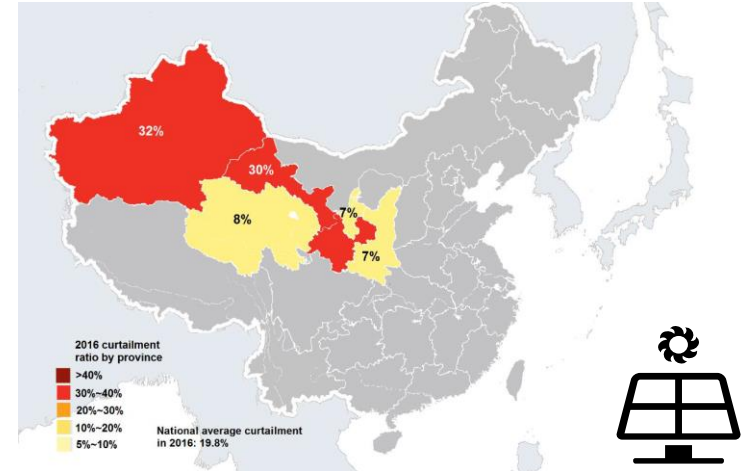 32%
30%
8%
7%
7%
2016 curtailment
ratio by province
>40%
30%~40%
20%~30%
10%~20%
5%~10%
National average curtailment
in 2016: 19.8%